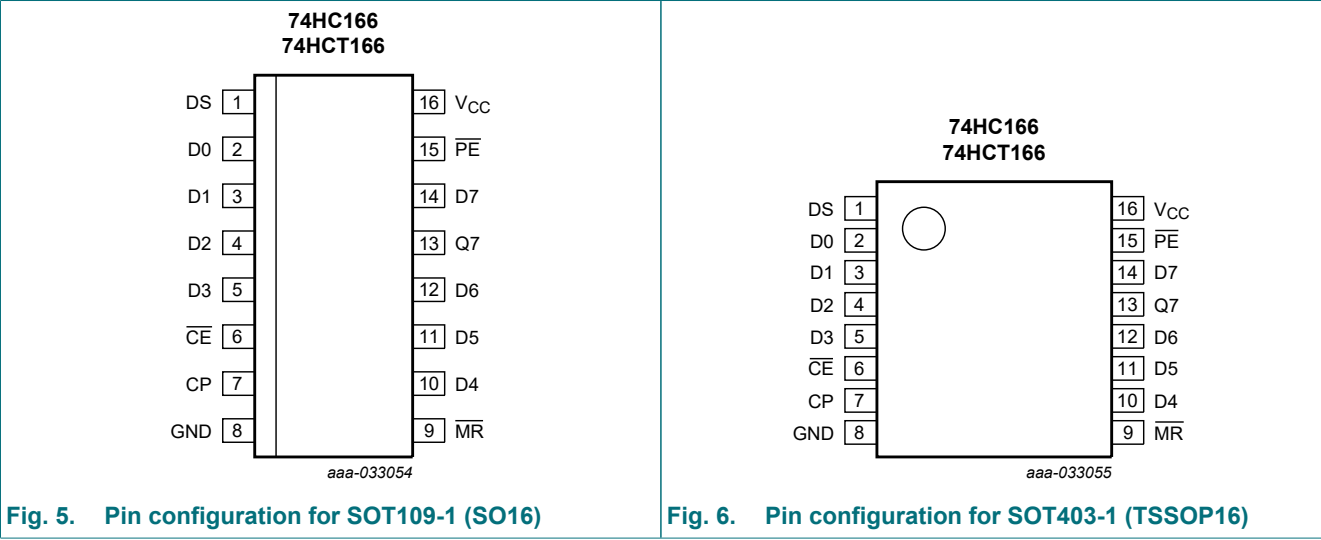 74HC166
74HCT166
DS 1
16 VCC
D0 2
15 PE
D1 3
14 D7
D2 4
13 Q7
D3 5
12 D6
CE 6
11 D5
CP 7
10 D4
GND 8
9 MR
aaa-033054
Fig. 5. Pin configuration for SOT109-1 (SO16)
74HC166
74HCT166
DS 1
16 VCC
D0 2
15 PE
D1 3
14 D7
D2 4
13 Q7
D3 5
12 D6
CE 6
11 D5
CP 7
10 D4
GND 8
9 MR
aaa-033055
Fig. 6. Pin configuration for SOT403-1 (TSSOP16)